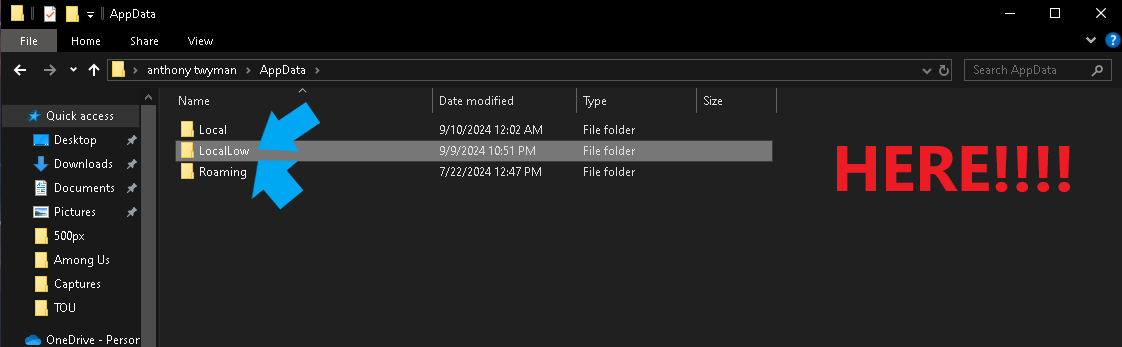 AppData
File Home Share View
anthony twyman > AppData >
Search AppData
Quick access
Desktop
Downloads
Documents
Pictures
500px
Among Us
Captures
TOU
OneDrive - Person
Name Date modified Type Size
Local 9/10/2024 12:02 AM File folder
LocalLow 9/9/2024 10:51 PM File folder
Roaming 7/22/2024 12:47 PM File folder
HERE!!!!